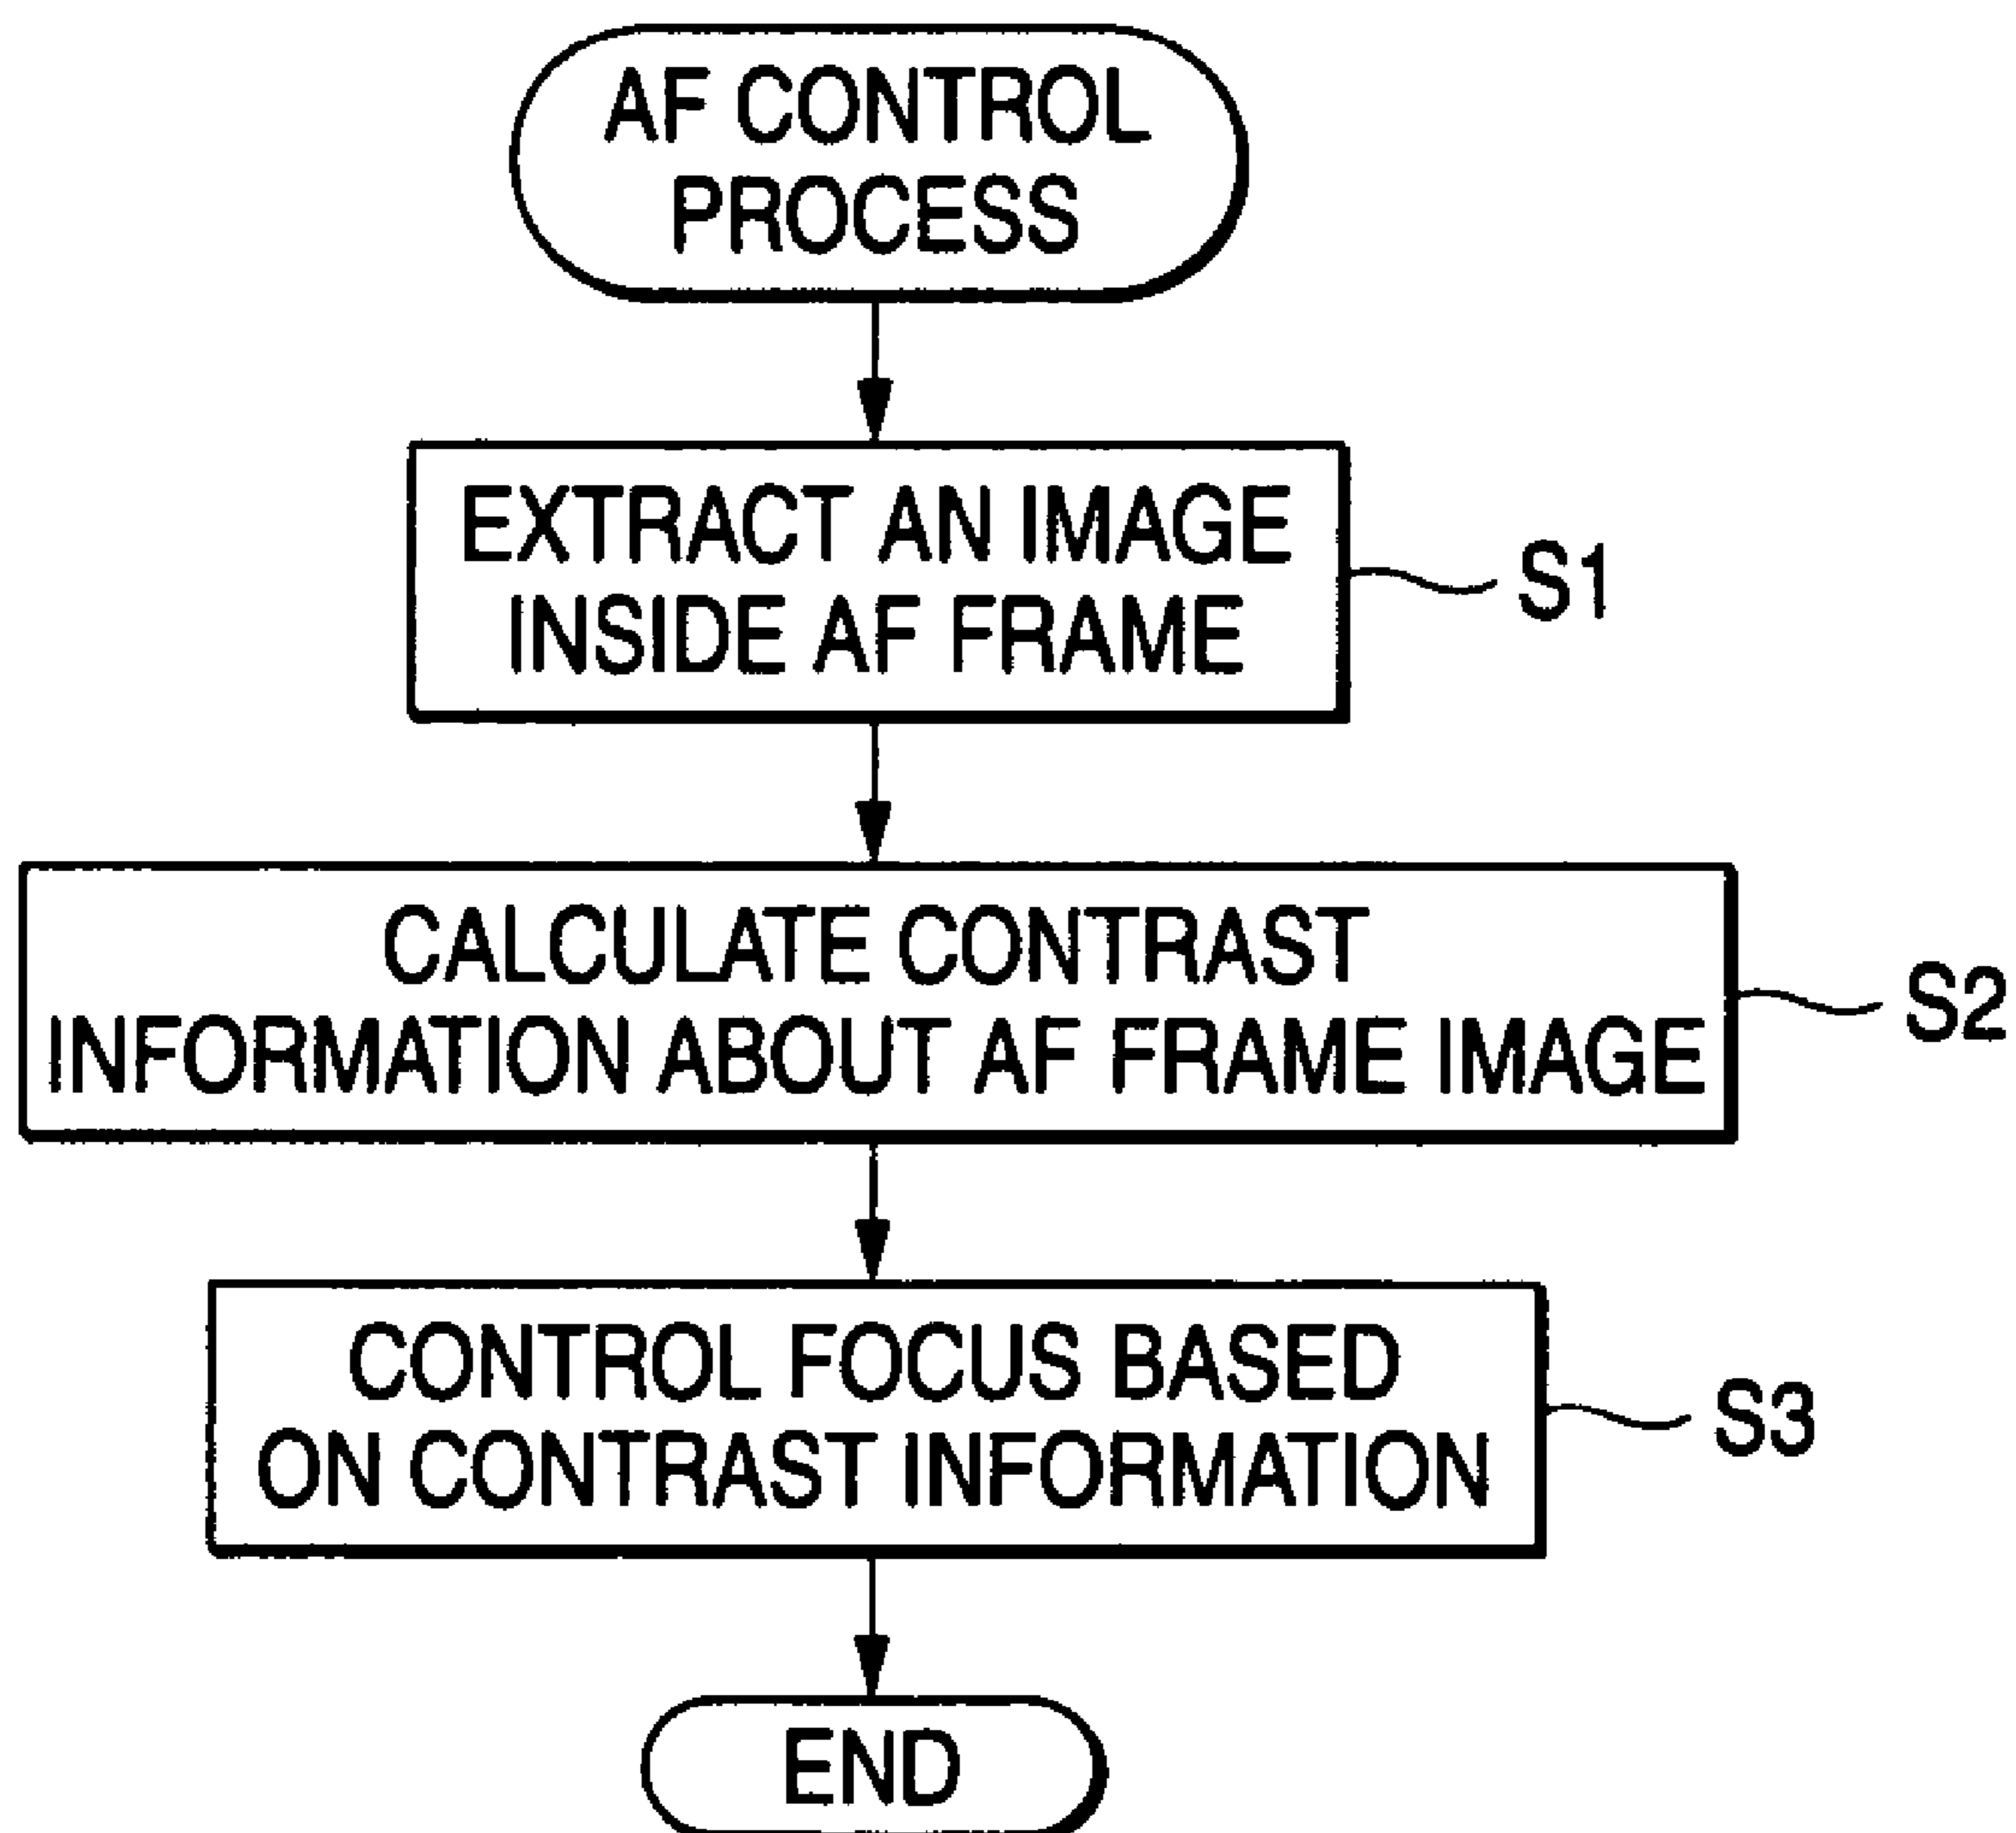 AF CONTROL
PROCESS
EXTRACT AN IMAGE
INSIDE AF FRAME
S1
CALCULATE CONTRAST
INFORMATION ABOUT AF FRAME IMAGE
S2
CONTROL FOCUS BASED
ON CONTRAST INFORMATION
S3
END